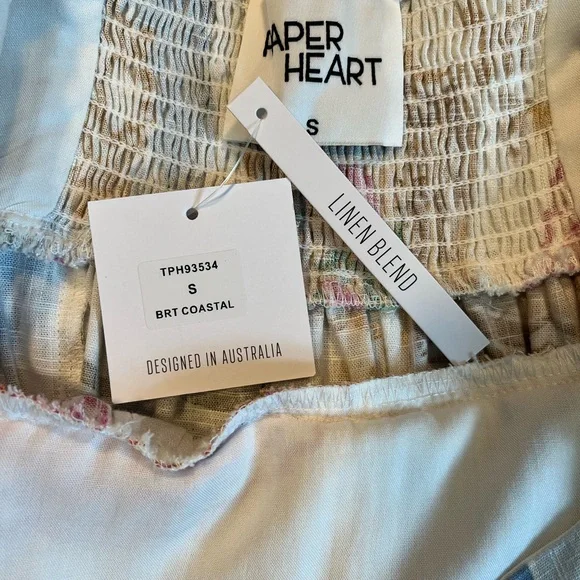 PAPER
HEART
S
LINEN BLEND
TPH93534
S
BRT COASTAL
DESIGNED IN AUSTRALIA